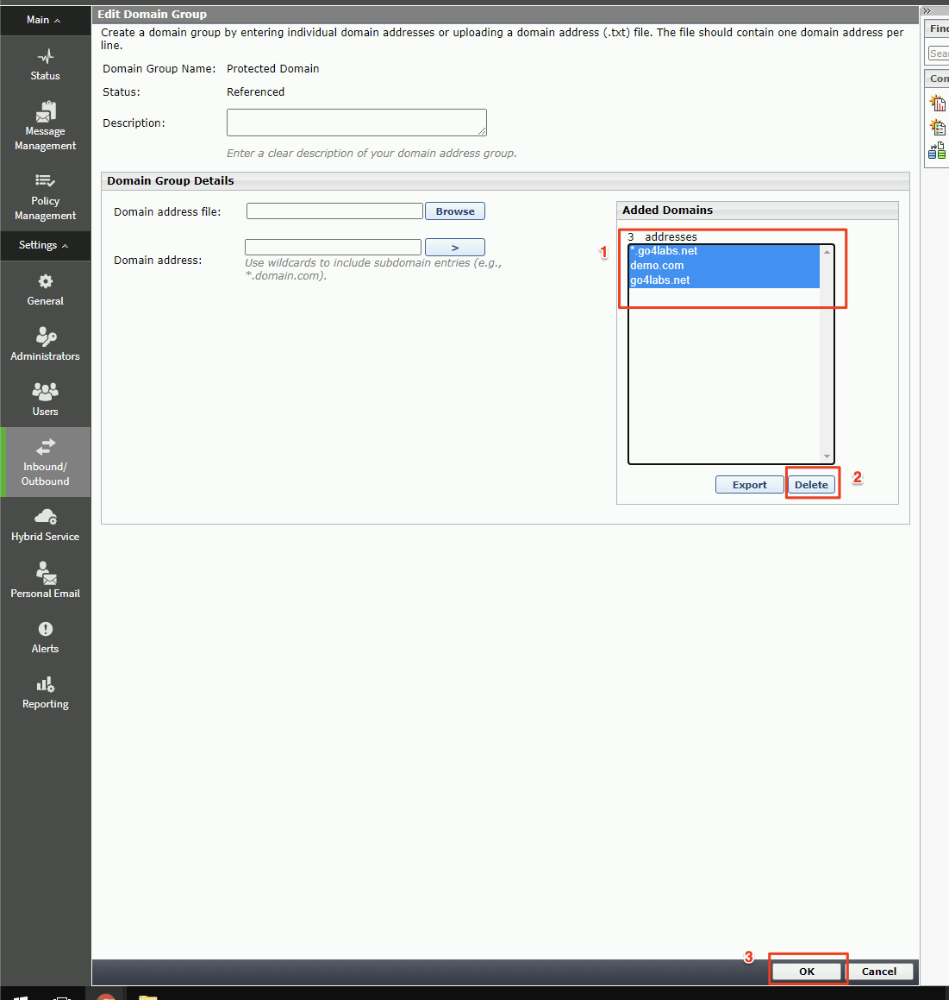 Main
Status
Message
Management
Policy
Management
Settings
General
Administrators
Users
Inbound/
Outbound
Hybrid Service
Personal Email
Alerts
Reporting
Edit Domain Group
Create a domain group by entering individual domain addresses or uploading a domain address (.txt) file. The file should contain one domain address per
line.
Domain Group Name: Protected Domain
Status: Referenced
Description:
Enter a clear description of your domain address group.
Domain Group Details
Domain address file:
Browse
Domain address:
>
Use wildcards to include subdomain entries (e.g.,
*.domain.com).
Added Domains
3 addresses
1
*.go4labs.net
demo.com
go4labs.net
Export
Delete
2
3
OK
Cancel
>>
Find
Sear
Con